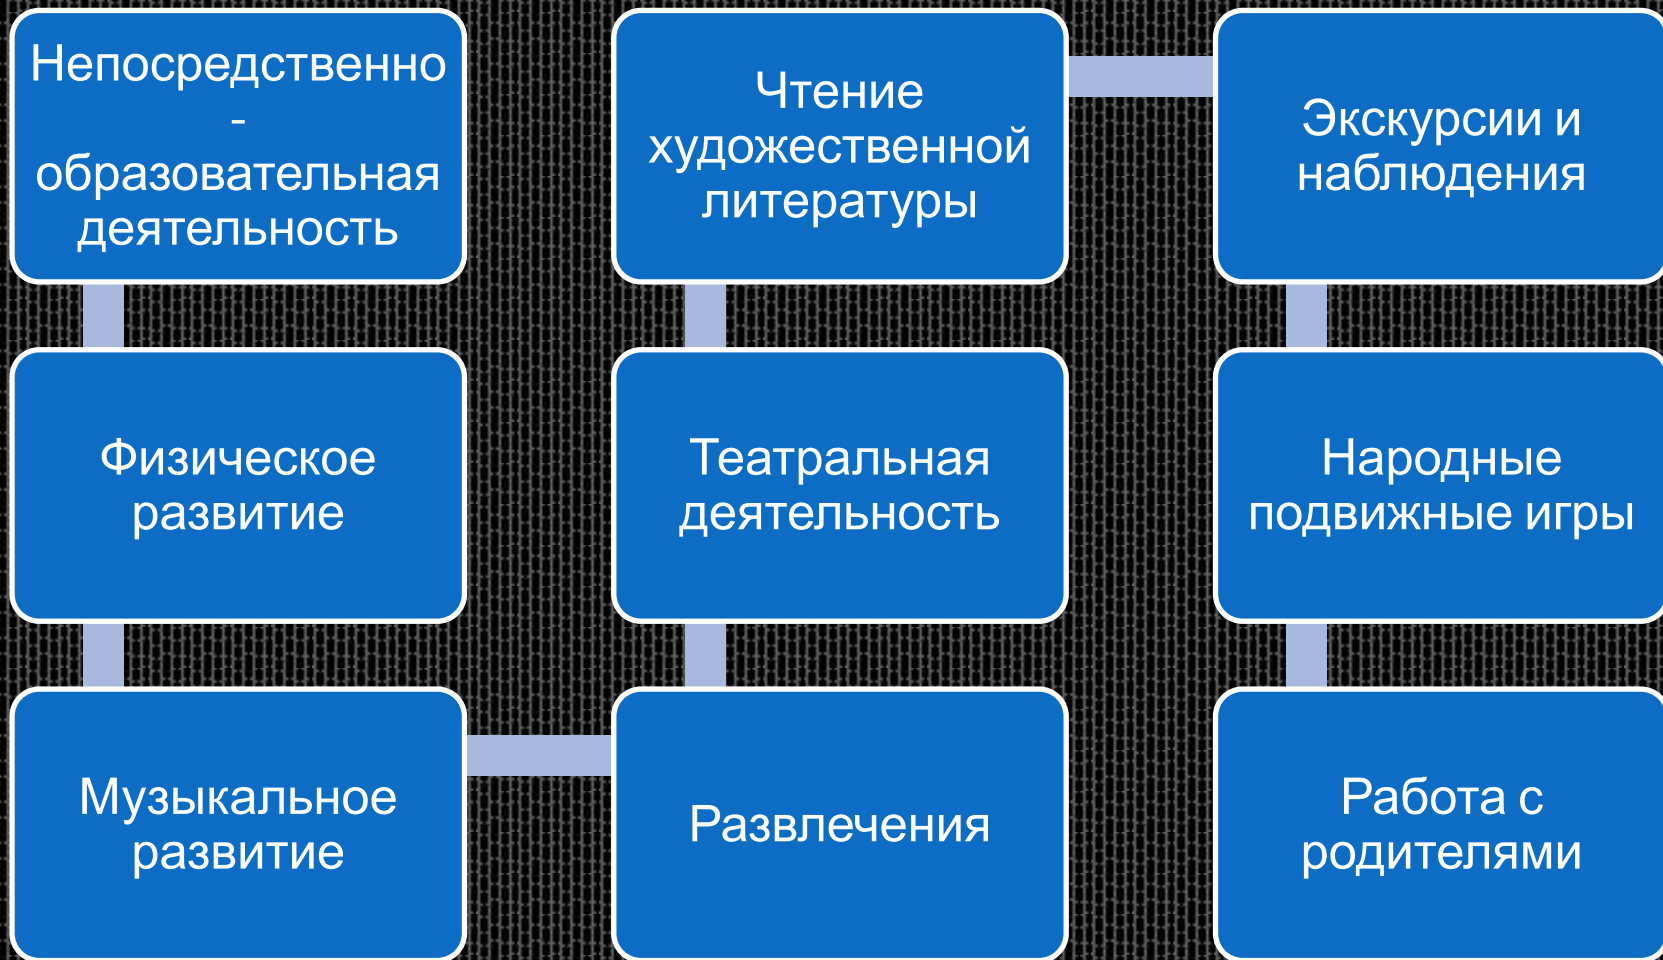 Непосредственно
-
образовательная
деятельность
Физическое
развитие
Музыкальное
развитие
Развлечения
Театральная
деятельность
Чтение
художественной
литературы
Экскурсии и
наблюдения
Народные
подвижные игры
Работа с
родителями